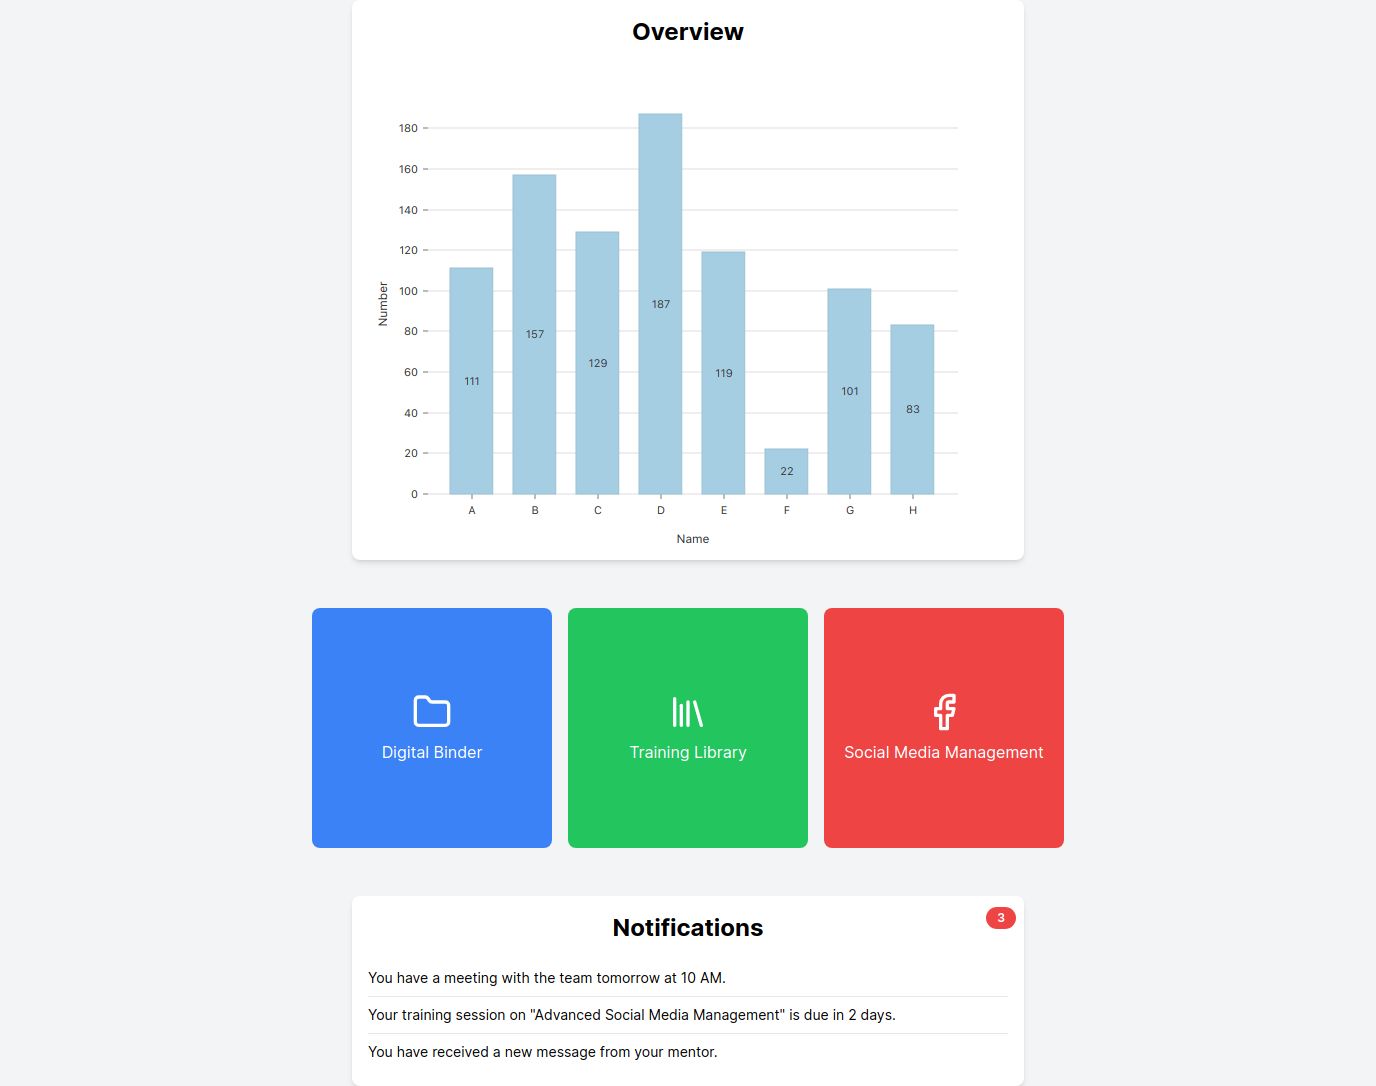 Overview
180
160
140
120
100
80
60
40
20
0
Number
111
157
129
187
119
22
101
83
A B C D E F G H
Name
Digital Binder
Training Library
Social Media Management
Notifications
3
You have a meeting with the team tomorrow at 10 AM.
Your training session on "Advanced Social Media Management" is due in 2 days.
You have received a new message from your mentor.